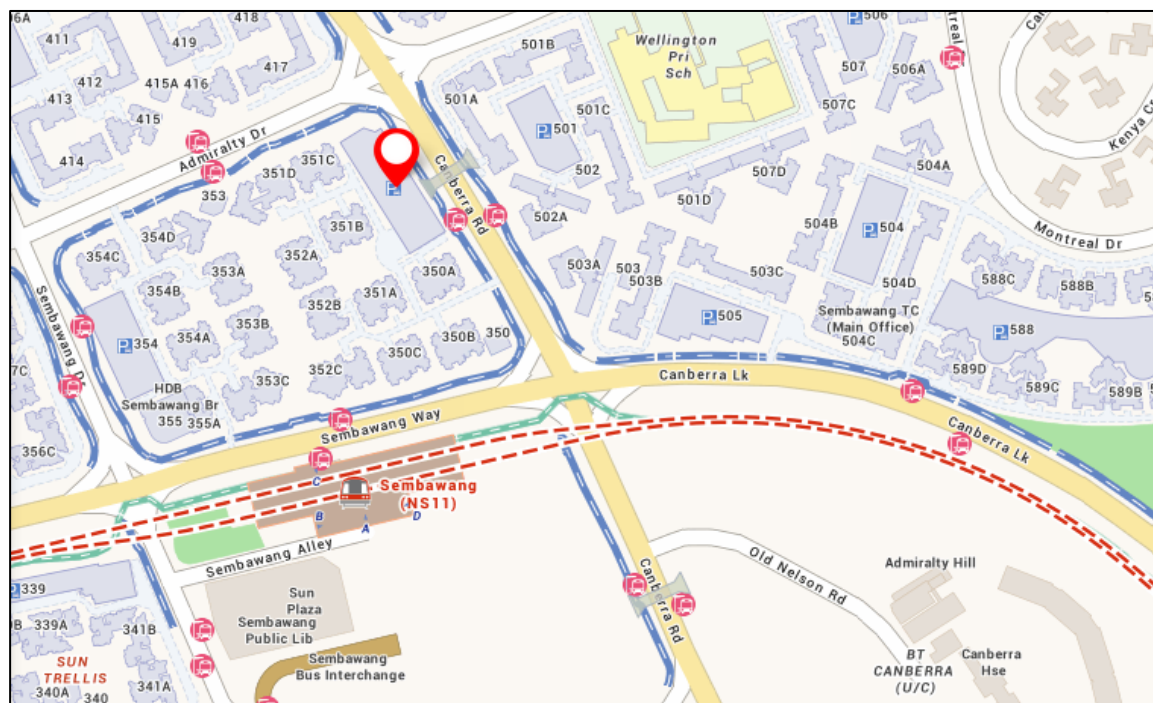 411
419
501B
Wellington
Pri
Sch
506
412
417
507
506A
415A
416
413
501A
501C
507C
415
501
Kenya Cr
Admiralty Dr
414
351C
502
504A
351D
507D
353
Canberra Rd
501D
351B
502A
504B
504
Montreal Dr
354D
354C
352A
503A
503
503C
353A
350A
503B
504D
588C
354B
351A
588B
Sembawang Dr
352B
Sembawang TC
(Main Office)
504C
353B
350B
350
505
588
354
354A
350C
352C
589D
HDB
Sembawang Br
353C
Canberra Lk
589C
589B
355
355A
Sembawang Way
356C
Canberra Lk
C
Sembawang
(NS11)
B
A
D
Sembawang Alley
Old Nelson Rd
Admiralty Hill
339
Canberra Rd
Sun
Plaza
Sembawang
Public Lib
339A
341B
SUN
TRELLIS
Sembawang
Bus Interchange
BT
CANBERRA
(U/C)
Canberra
Hse
340A
340
341A